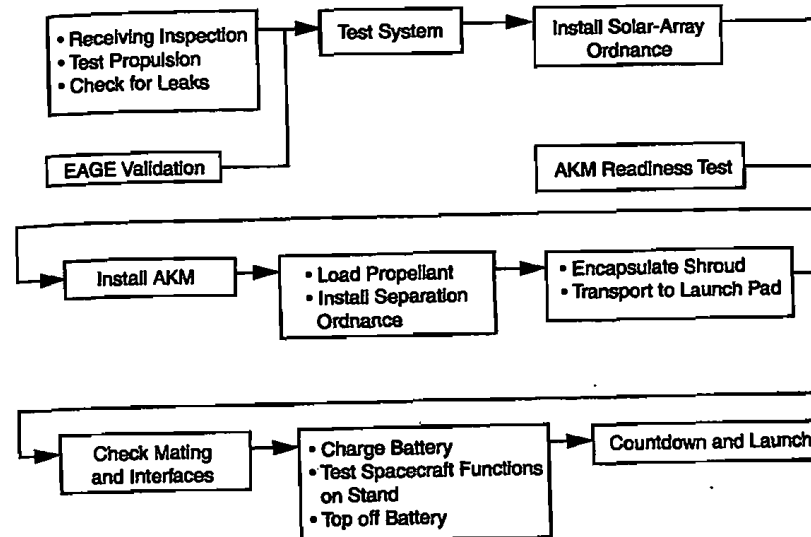 • Receiving Inspection
• Test Propulsion
• Check for Leaks
Test System
Install Solar-Array
Ordnance
EAGE Validation
AKM Readiness Test
Install AKM
• Load Propellant
• Install Separation
Ordnance
• Encapsulate Shroud
• Transport to Launch Pad
Check Mating
and Interfaces
• Charge Battery
• Test Spacecraft Functions
on Stand
• Top off Battery
Countdown and Launch